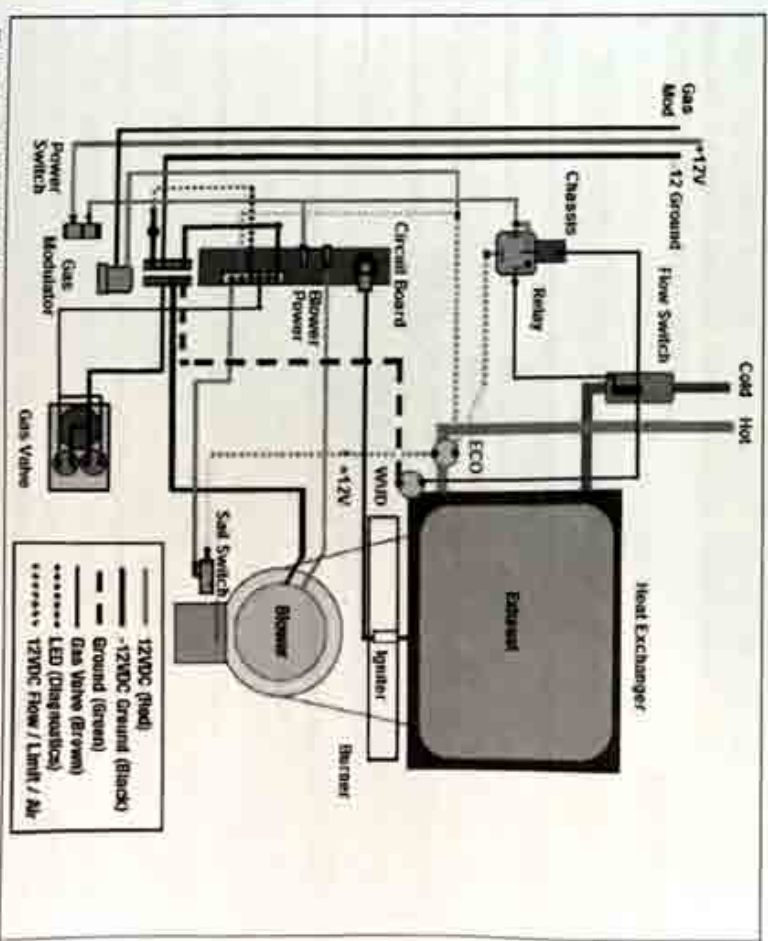 Gas
Mod
+12V
12 Ground
Cold
Hot
Chassis
Flow Switch
Relay
Heat Exchanger
Circuit Board
Blower
Power
ECO
WUD
+12V
Exhaust
Power
Switch
Gas
Modulator
Gas Valve
Sail Switch
Blower
Igniter
Burner
12VDC (Red)
-12VDC Ground (Black)
Ground (Green)
Gas Valve (Brown)
LED (Diagnostics)
12VDC Flow / Limit / Air